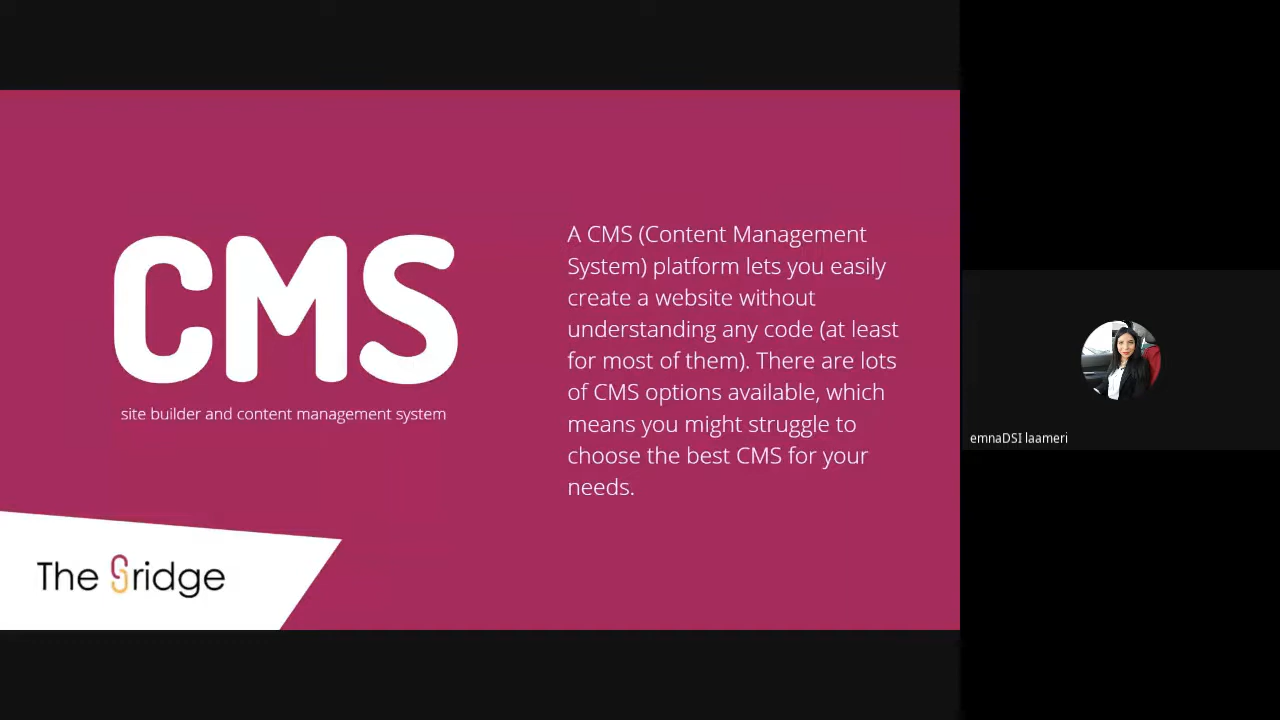 CMS
site builder and content management system
A CMS (Content Management
System) platform lets you easily
create a website without
understanding any code (at least
for most of them). There are lots
of CMS options available, which
means you might struggle to
choose the best CMS for your
needs.
The Bridge
emnaDSI laameri